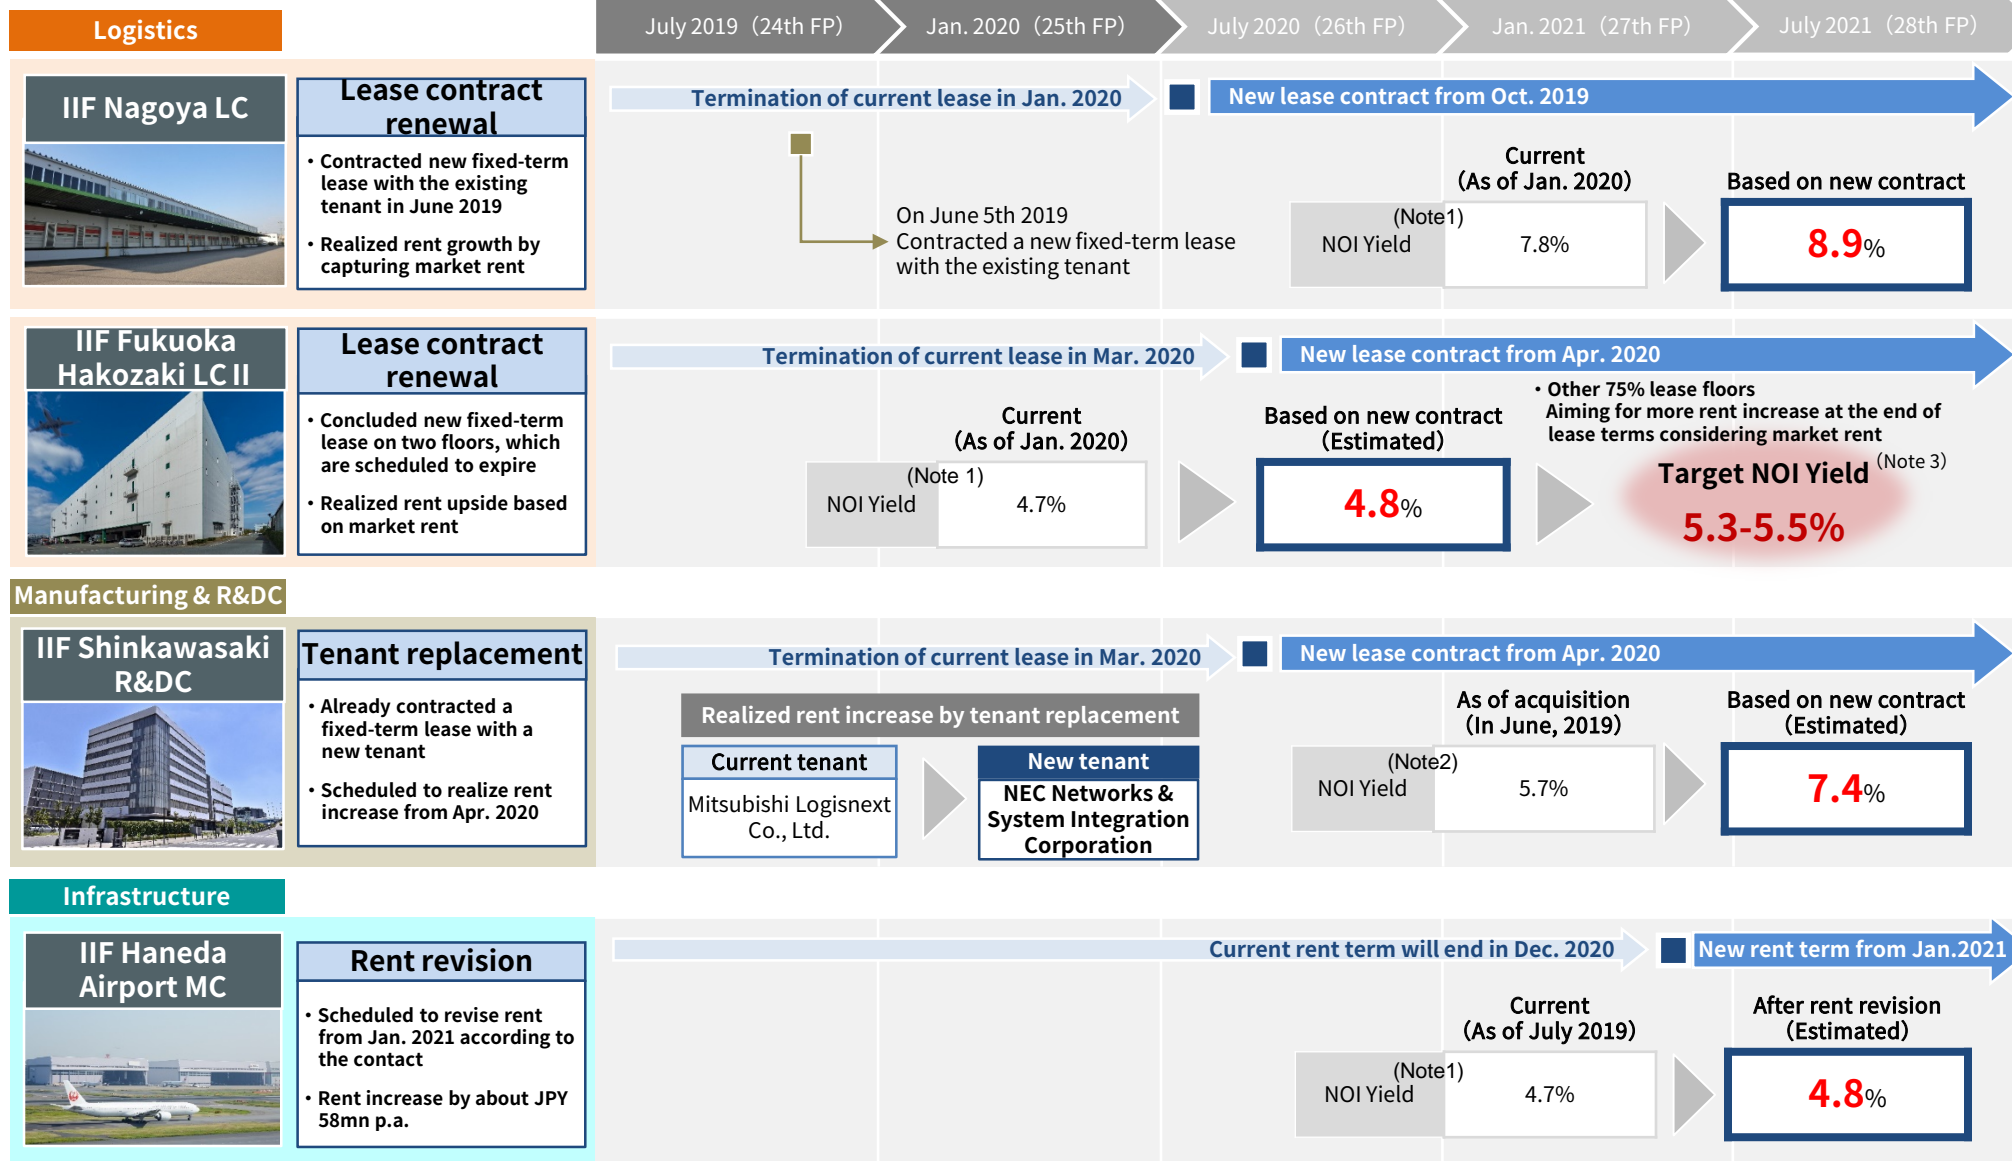 Logistics
July 2019（24th FP）
Jan. 2020（25th FP）
July 2020（26th FP）
Jan. 2021（27th FP）
July 2021（28th FP）
IIF Nagoya LC
Lease contract
renewal
・Contracted new fixed-term
lease with the existing
tenant in June 2019
・Realized rent growth by
capturing market rent
Termination of current lease in Jan. 2020
New lease contract from Oct. 2019
On June 5th 2019
Contracted a new fixed-term lease
with the existing tenant
Current
(As of Jan. 2020)
Based on new contract
(Note1)
NOI Yield
7.8%
8.9%
IIF Fukuoka
Hakozaki LC II
Lease contract
renewal
・Concluded new fixed-term
lease on two floors, which
are scheduled to expire
・Realized rent upside based
on market rent
Termination of current lease in Mar. 2020
New lease contract from Apr. 2020
・Other 75% lease floors
Aiming for more rent increase at the end of
lease terms considering market rent
Current
(As of Jan. 2020)
Based on new contract
(Estimated)
(Note 1)
NOI Yield
4.7%
4.8%
Target NOI Yield（Note 3）
5.3-5.5%
Manufacturing & R&DC
IIF Shinkawasaki
R&DC
Tenant replacement
・Already contracted a
fixed-term lease with a
new tenant
・Scheduled to realize rent
increase from Apr. 2020
Termination of current lease in Mar. 2020
New lease contract from Apr. 2020
Realized rent increase by tenant replacement
Current tenant
Mitsubishi Logisnext
Co., Ltd.
New tenant
NEC Networks &
System Integration
Corporation
As of acquisition
(In June, 2019)
Based on new contract
(Estimated)
(Note2)
NOI Yield
5.7%
7.4%
Infrastructure
IIF Haneda
Airport MC
Rent revision
・Scheduled to revise rent
from Jan. 2021 according to
the contact
・Rent increase by about JPY
58mn p.a.
Current rent term will end in Dec. 2020
New rent term from Jan.2021
Current
(As of July 2019)
After rent revision
(Estimated)
(Note1)
NOI Yield
4.7%
4.8%